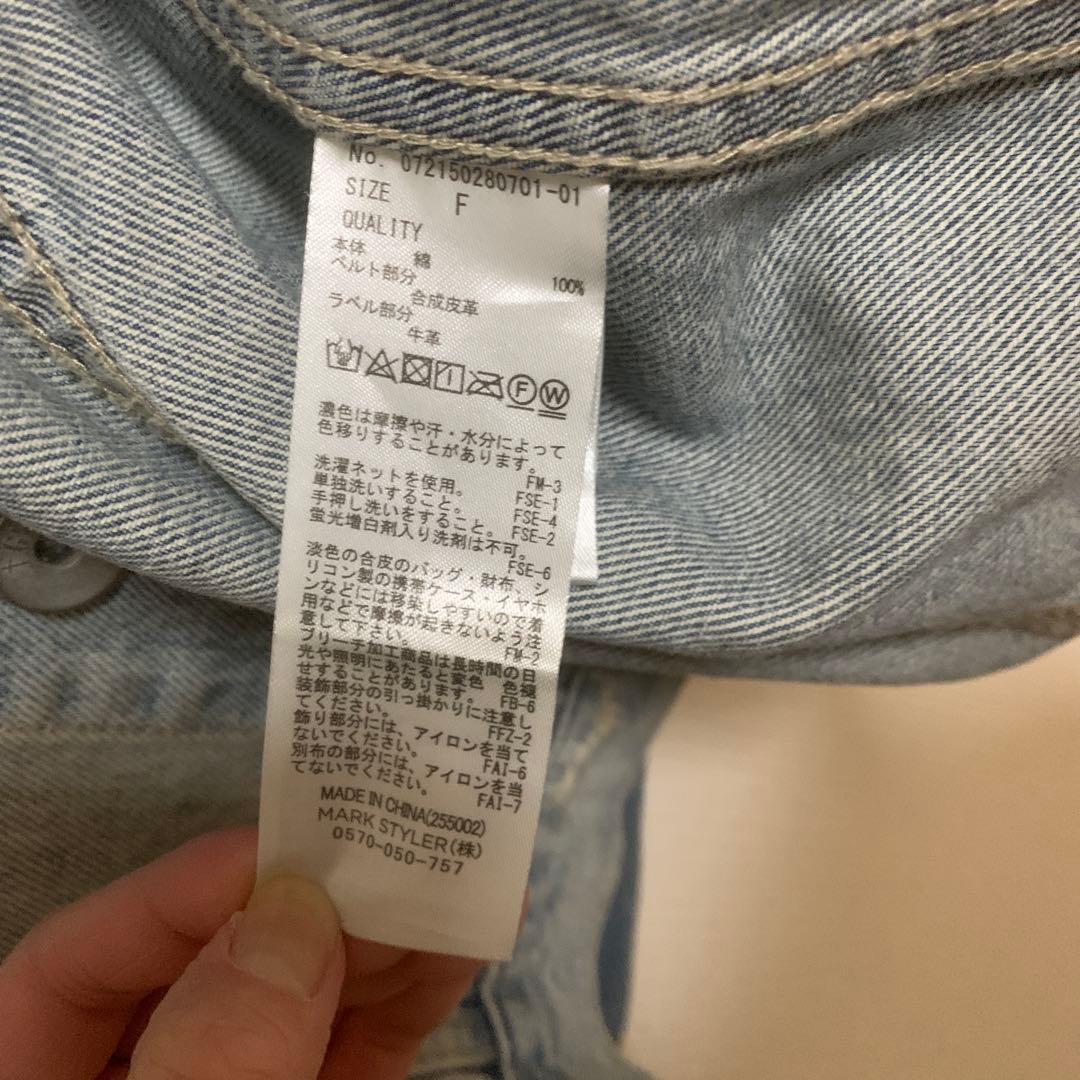 No. 072150280701-01
SIZE F
QUALITY
本体 綿 100%
ベルト部分
合成皮革
ラベル部分
牛革
F W
濃色は摩擦や汗・水分によって
色移りすることがあります。
FM-3
洗濯ネットを使用。 FSE-1
単独洗いすること。 FSE-4
手押し洗いをすること。 FSE-2
蛍光増白剤入り洗剤は不可。
FSE-6
淡色の合皮のバッグ・財布、シ
リコン製の携帯ケース・イヤホ
ンなどには移染しやすいので着
用などで摩擦が起きないよう注
意して下さい。 FM-2
ブリーチ加工商品は長時間の日
光や照明にあたると変色 色褪
せすることがあります。 FB-6
装飾部分の引っ掛かりに注意し
てください。 FFZ-2
飾り部分には、アイロンを当て
ないでください。 FAI-6
別布の部分には、アイロンを当
てないでください。 FAI-7
MADE IN CHINA(255002)
MARK STYLER(株)
0570-050-757